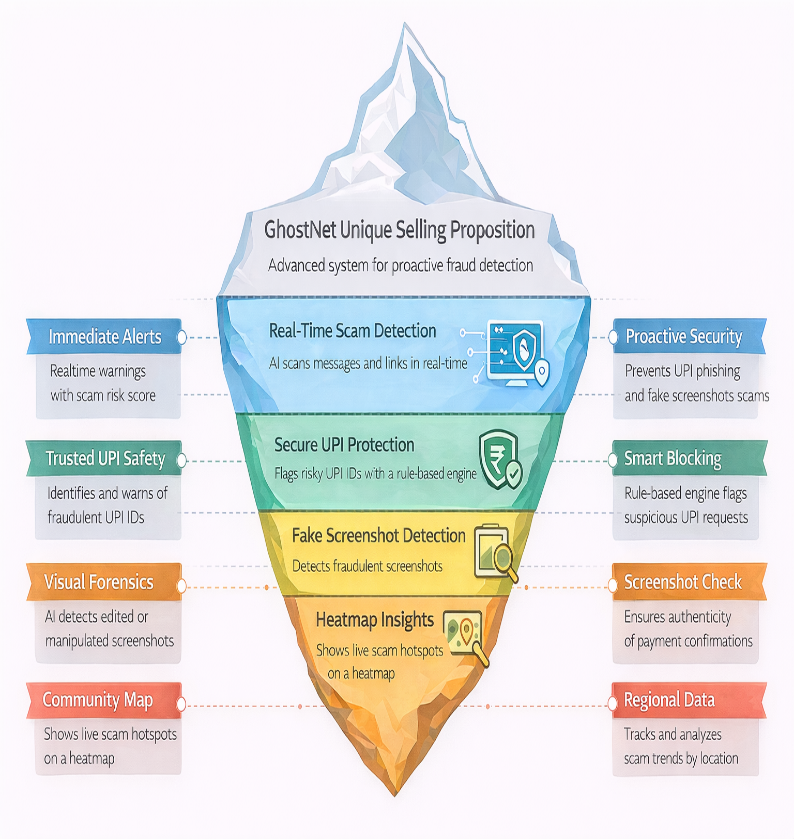 GhostNet Unique Selling Proposition
Advanced system for proactive fraud detection
Immediate Alerts
Realtime warnings
with scam risk score
Real-Time Scam Detection
AI scans messages and links in real-time
Proactive Security
Prevents UPI phishing
and fake screenshots scams
Trusted UPI Safety
Identifies and warns of
fraudulent UPI IDs
Secure UPI Protection
Flags risky UPI IDs with a rule-based engine
₹
Smart Blocking
Rule-based engine flags
suspicious UPI requests
Visual Forensics
AI detects edited or
manipulated screenshots
Fake Screenshot Detection
Detects fraudulent screenshots
Screenshot Check
Ensures authenticity
of payment confirmations
Heatmap Insights
Shows live scam hotspots
on a heatmap
Community Map
Shows live scam hotspots
on a heatmap
Regional Data
Tracks and analyzes
scam trends by location